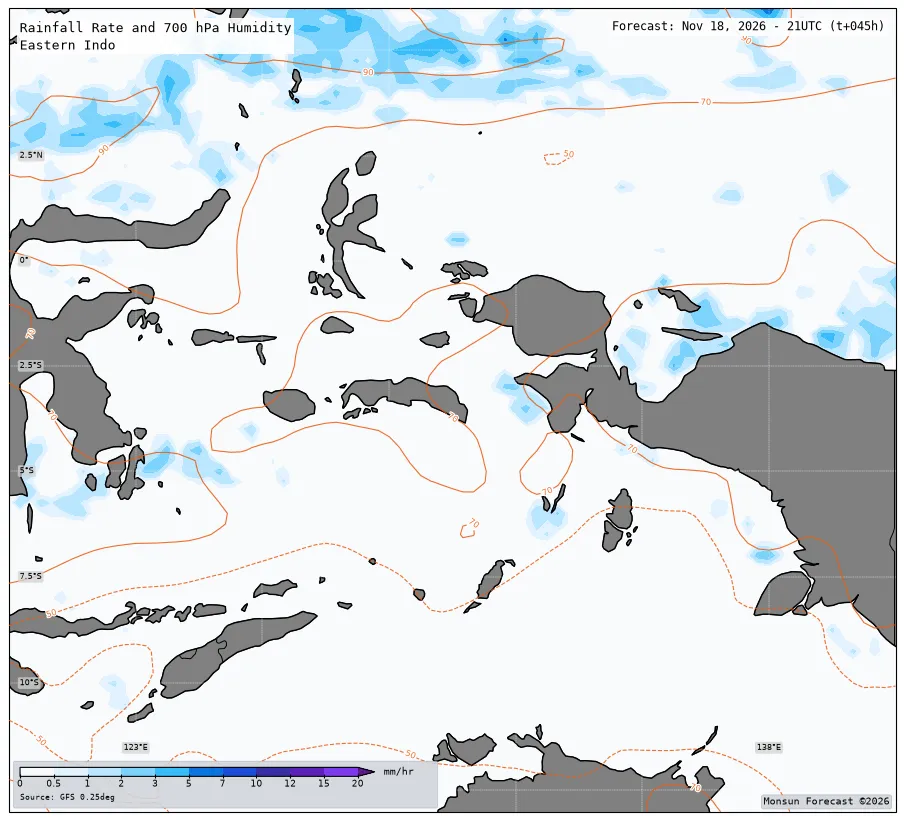 Rainfall Rate and 700 hPa Humidity
Eastern Indo
Forecast: Nov 18, 2026 - 21UTC (t+045h)
90
90
70
90
50
2.5°N
0°
70
2.5°S
70
70
70
5°S
70
70
7.5°S
50
10°S
50
50
123°E
138°E
70
0 0.5 1 2 3 5 7 10 12 15 20 mm/hr
Source: GFS 0.25deg
Monsun Forecast ©2026